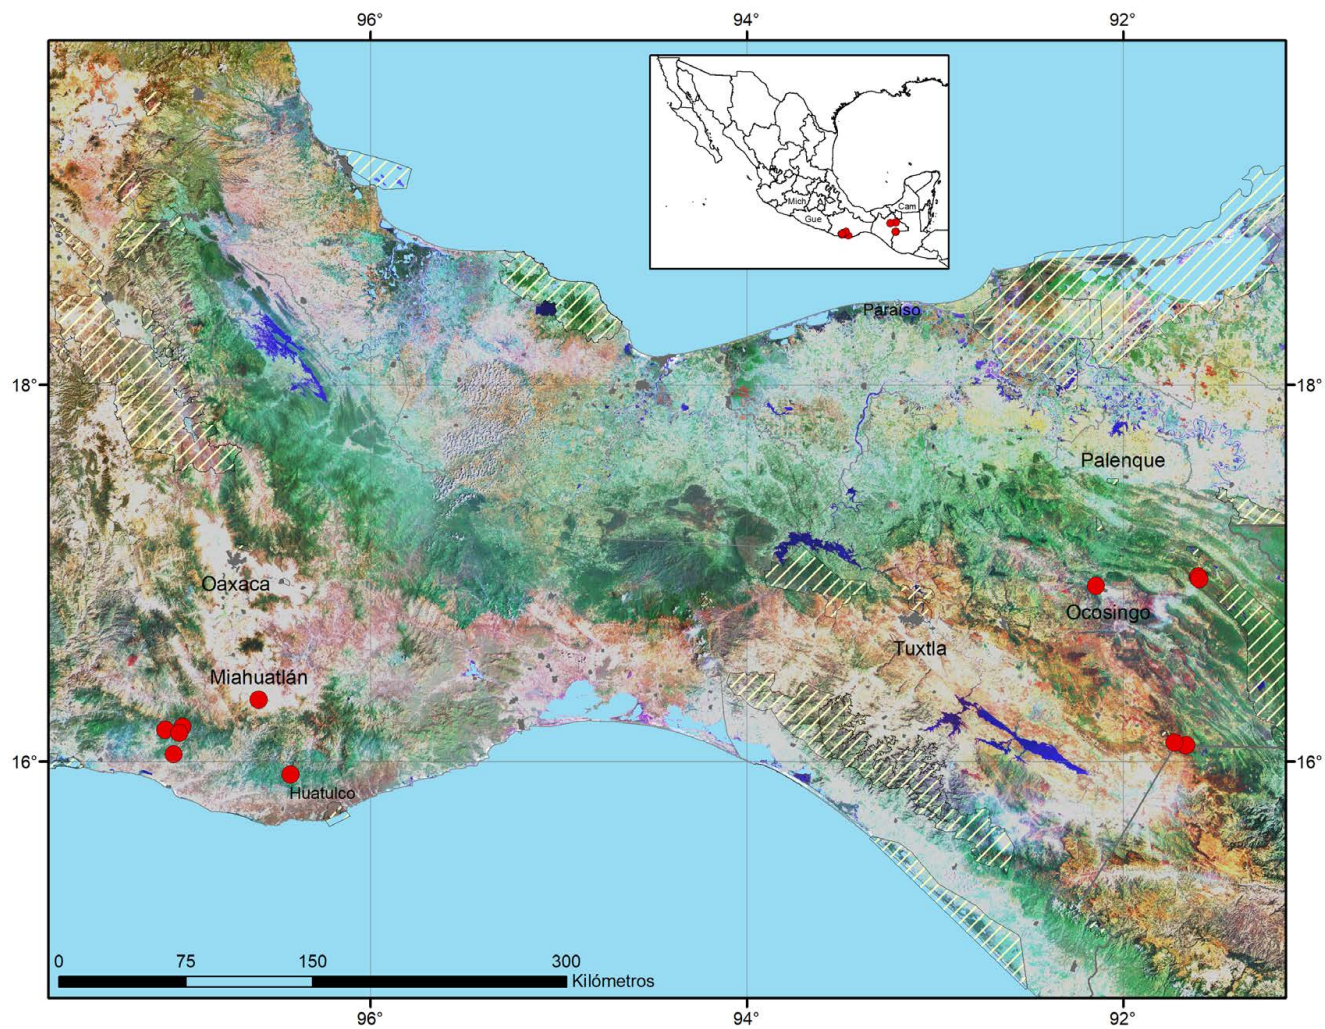 96° 94° 92°
Mich
Cam
Gue
Paraíso
18° 18°
Palenque
Oaxaca
Ocosingo
Tuxtla
Miahuatlán
16° 16°
Huatulco
0 75 150 300
Kilómetros
96° 94° 92°